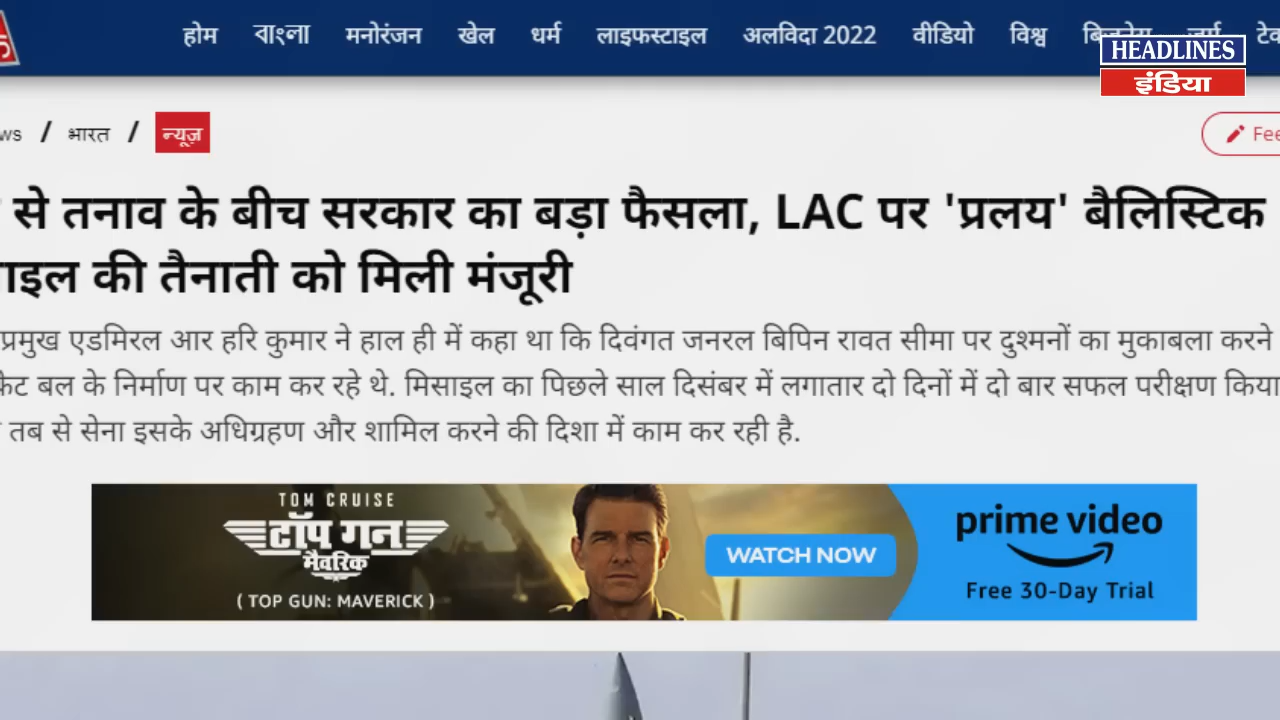 होम বাংলা मनोरंजन खेल धर्म लाइफस्टाइल अलविदा 2022 वीडियो विश्व
HEADLINES
इंडिया
ws / भारत / न्यूज़
Fee
से तनाव के बीच सरकार का बड़ा फैसला, LAC पर 'प्रलय' बैलिस्टिक
ाइल की तैनाती को मिली मंजूरी
प्रमुख एडमिरल आर हरि कुमार ने हाल ही में कहा था कि दिवंगत जनरल बिपिन रावत सीमा पर दुश्मनों का मुकाबला करने
केट बल के निर्माण पर काम कर रहे थे. मिसाइल का पिछले साल दिसंबर में लगातार दो दिनों में दो बार सफल परीक्षण किया
तब से सेना इसके अधिग्रहण और शामिल करने की दिशा में काम कर रही है.
TOM CRUISE
टॉप गन
मैवरिक
( TOP GUN: MAVERICK )
WATCH NOW
prime video
Free 30-Day Trial